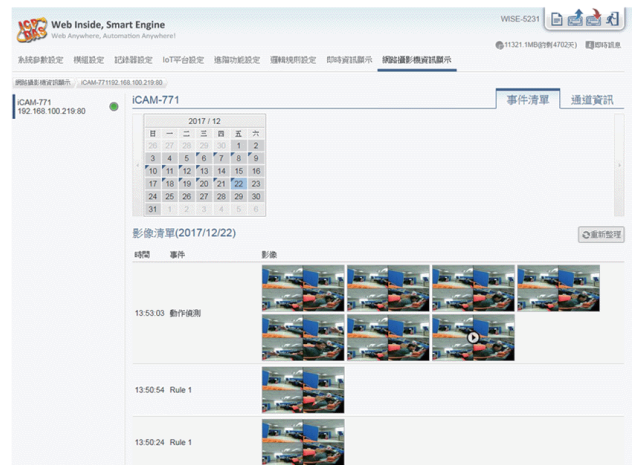 ICP DAS
Web Inside, Smart Engine
Web Anywhere, Automation Anywhere!
WISE-5231
11321.1MB(約剩4702天) 即時訊息
系統參數設定 模組設定 記錄器設定 IoT平台設定 進階功能設定 邏輯規則設定 即時資訊顯示 網路攝影機資訊顯示
網路攝影機資訊顯示 iCAM-771192.168.100.219:80
iCAM-771
192.168.100.219:80
iCAM-771
事件清單 通道資訊
2017 / 12
日 一 二 三 四 五 六
26 27 28 29 30 1 2
3 4 5 6 7 8 9
10 11 12 13 14 15 16
17 18 19 20 21 22 23
24 25 26 27 28 29 30
31 1 2 3 4 5 6
影像清單(2017/12/22)
重新整理
時間 事件 影像
13:53:03 動作偵測
13:50:54 Rule 1
13:50:24 Rule 1